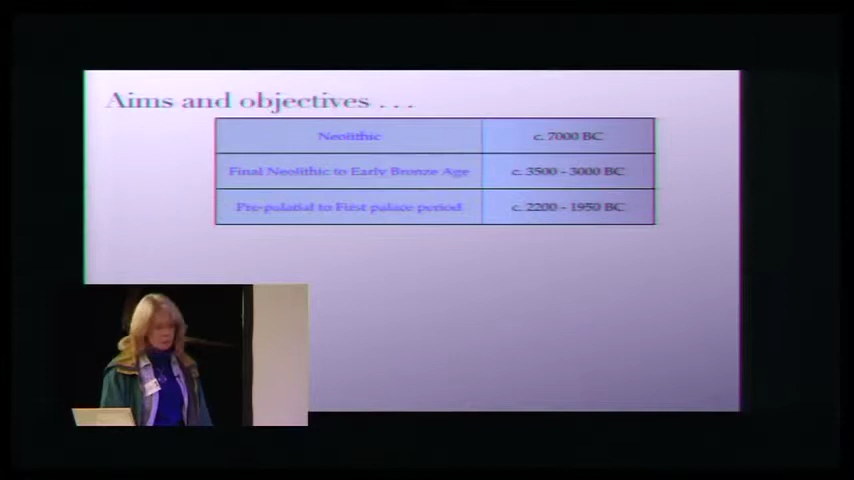 Aims and objectives . . .
Neolithic c. 7000 BC
Final Neolithic to Early Bronze Age c. 3500 - 3000 BC
Pre-palatial to First palace period c. 2200 - 1950 BC